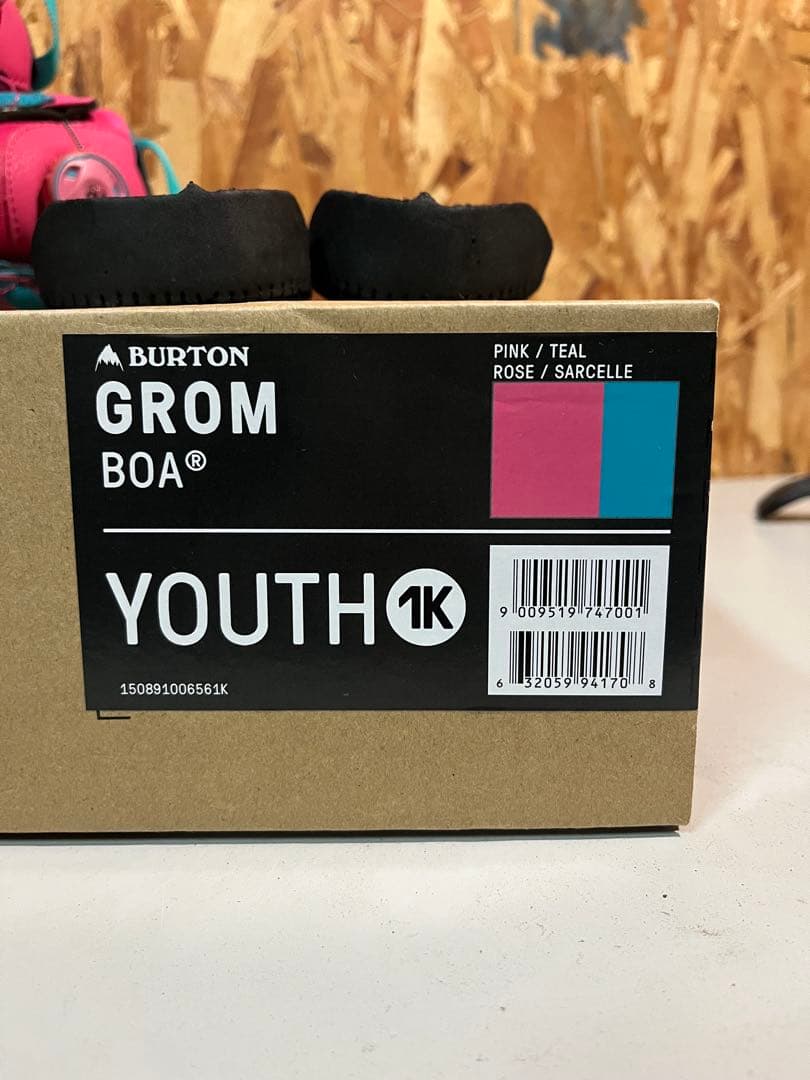 BURTON
GROM
BOA®
PINK / TEAL
ROSE / SARCELLE
YOUTH 1K
9 009519 747001
6 32059 94170 8
150891006561K